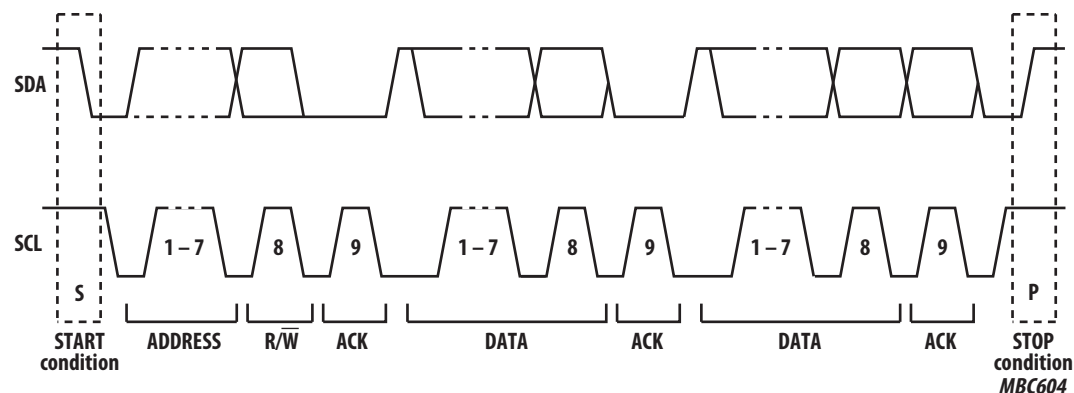 SDA
SCL
1 – 7
8
9
1 – 7
8
9
1 – 7
8
9
S
P
START
condition
ADDRESS
R/W̅
ACK
DATA
ACK
DATA
ACK
STOP
condition
MBC604